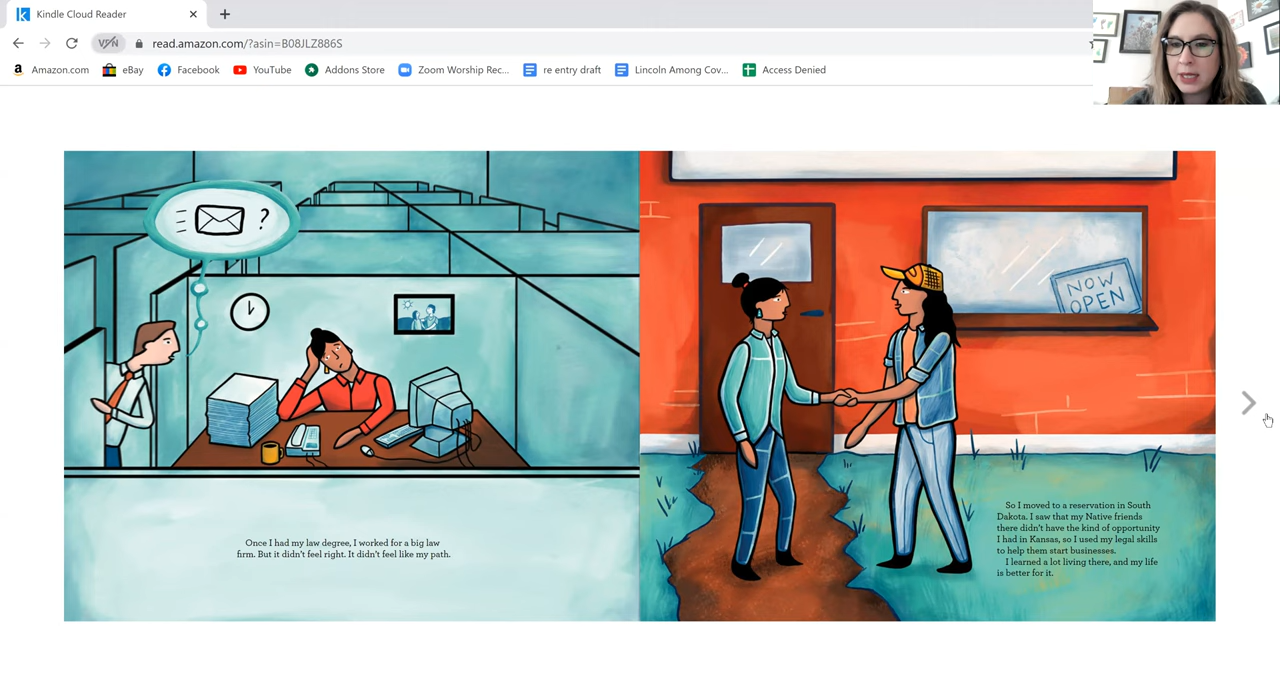 Kindle Cloud Reader
VPN
read.amazon.com/?asin=B08JLZ886S
Amazon.com
eBay
Facebook
YouTube
Addons Store
Zoom Worship Rec...
re entry draft
Lincoln Among Cov...
Access Denied
?
NOW
OPEN
Once I had my law degree, I worked for a big law
firm. But it didn't feel right. It didn't feel like my path.
So I moved to a reservation in South
Dakota. I saw that my Native friends
there didn't have the kind of opportunity
I had in Kansas, so I used my legal skills
to help them start businesses.
I learned a lot living there, and my life
is better for it.